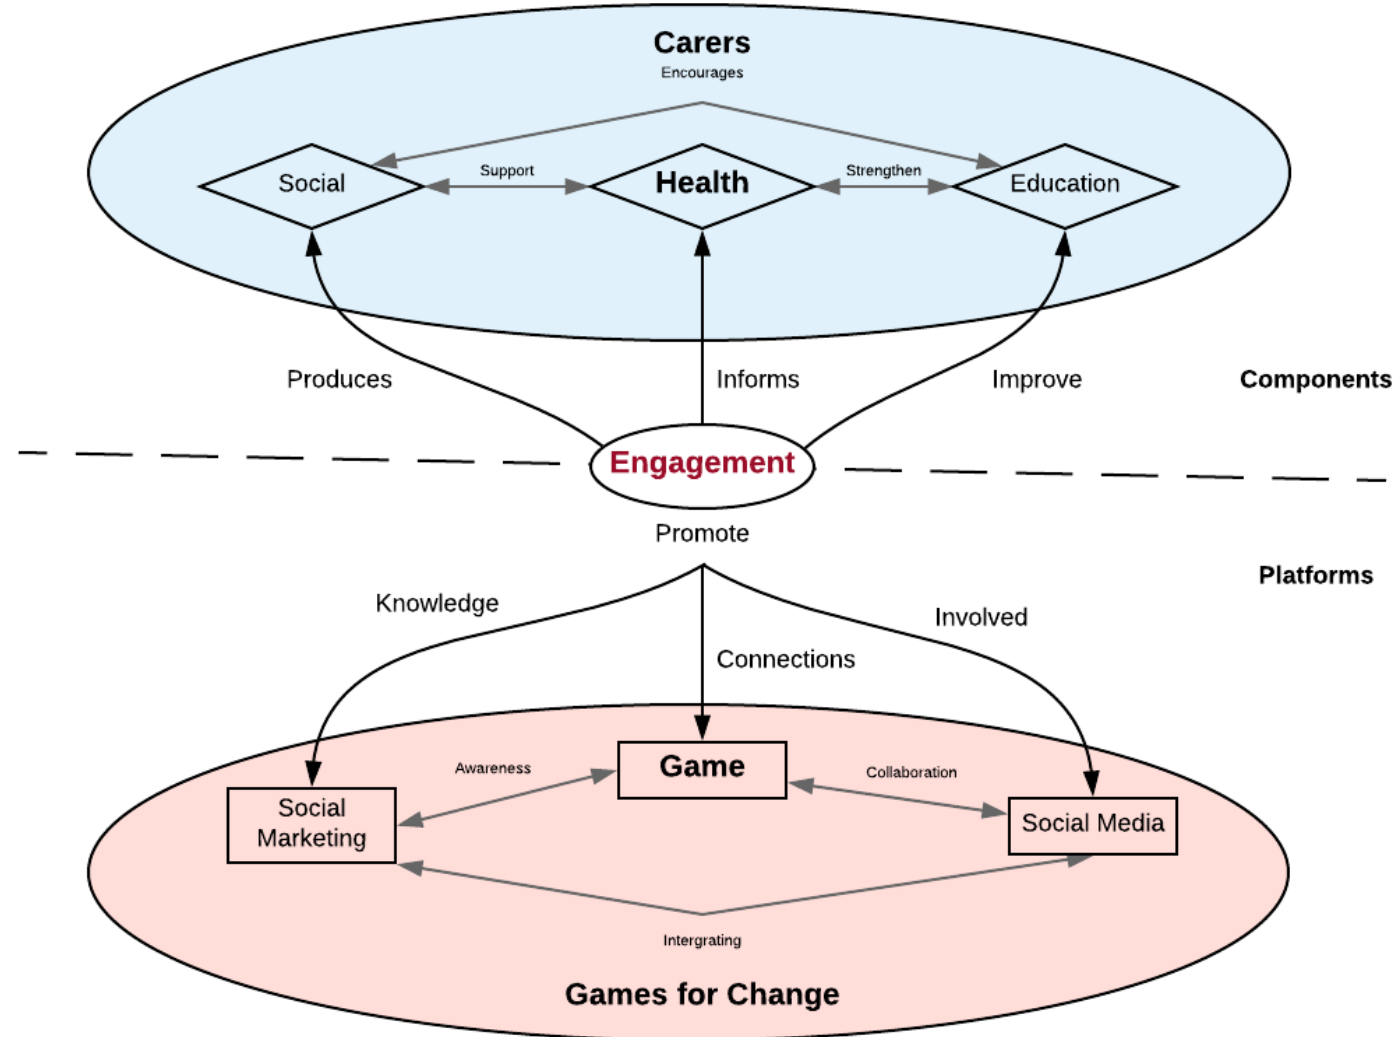 Carers
Encourages
Support
Strengthen
Social
Health
Education
Produces
Informs
Improve
Components
Engagement
Promote
Platforms
Knowledge
Involved
Connections
Game
Awareness
Collaboration
Social
Marketing
Social Media
Intergrating
Games for Change